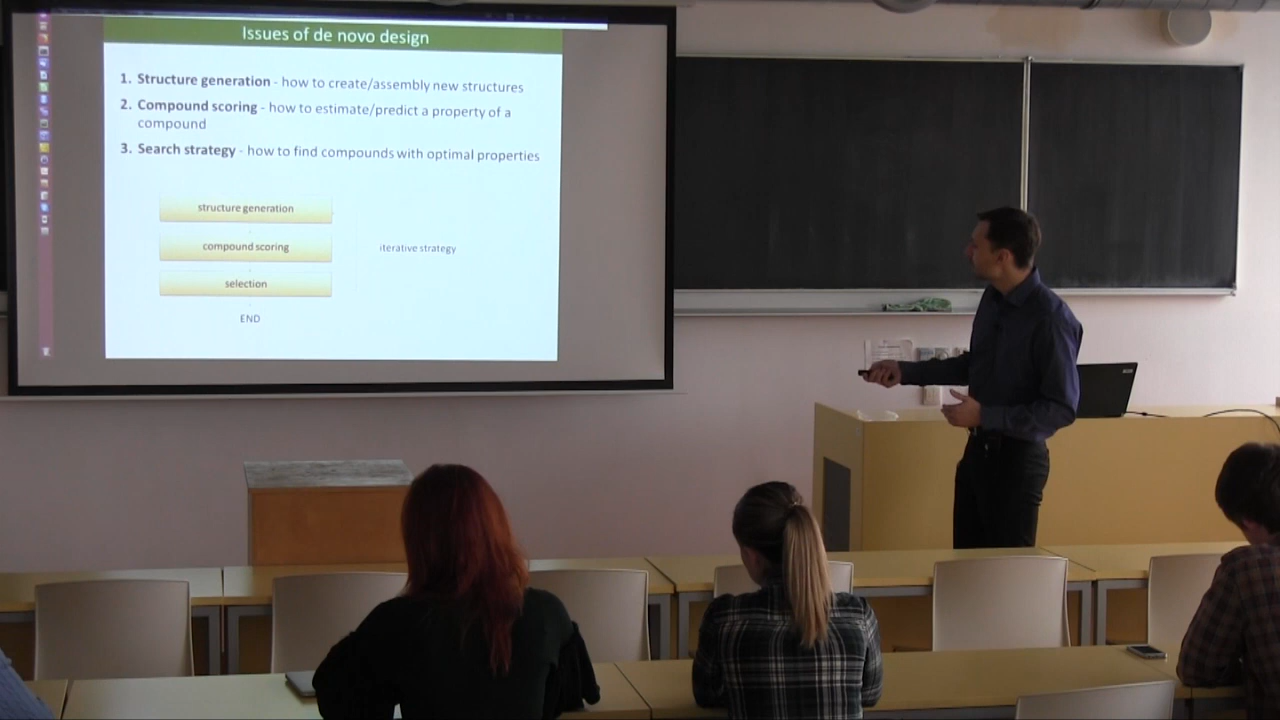 Issues of de novo design
1. Structure generation - how to create/assembly new structures
2. Compound scoring - how to estimate/predict a property of a
compound
3. Search strategy - how to find compounds with optimal properties
structure generation
compound scoring
iterative strategy
selection
END